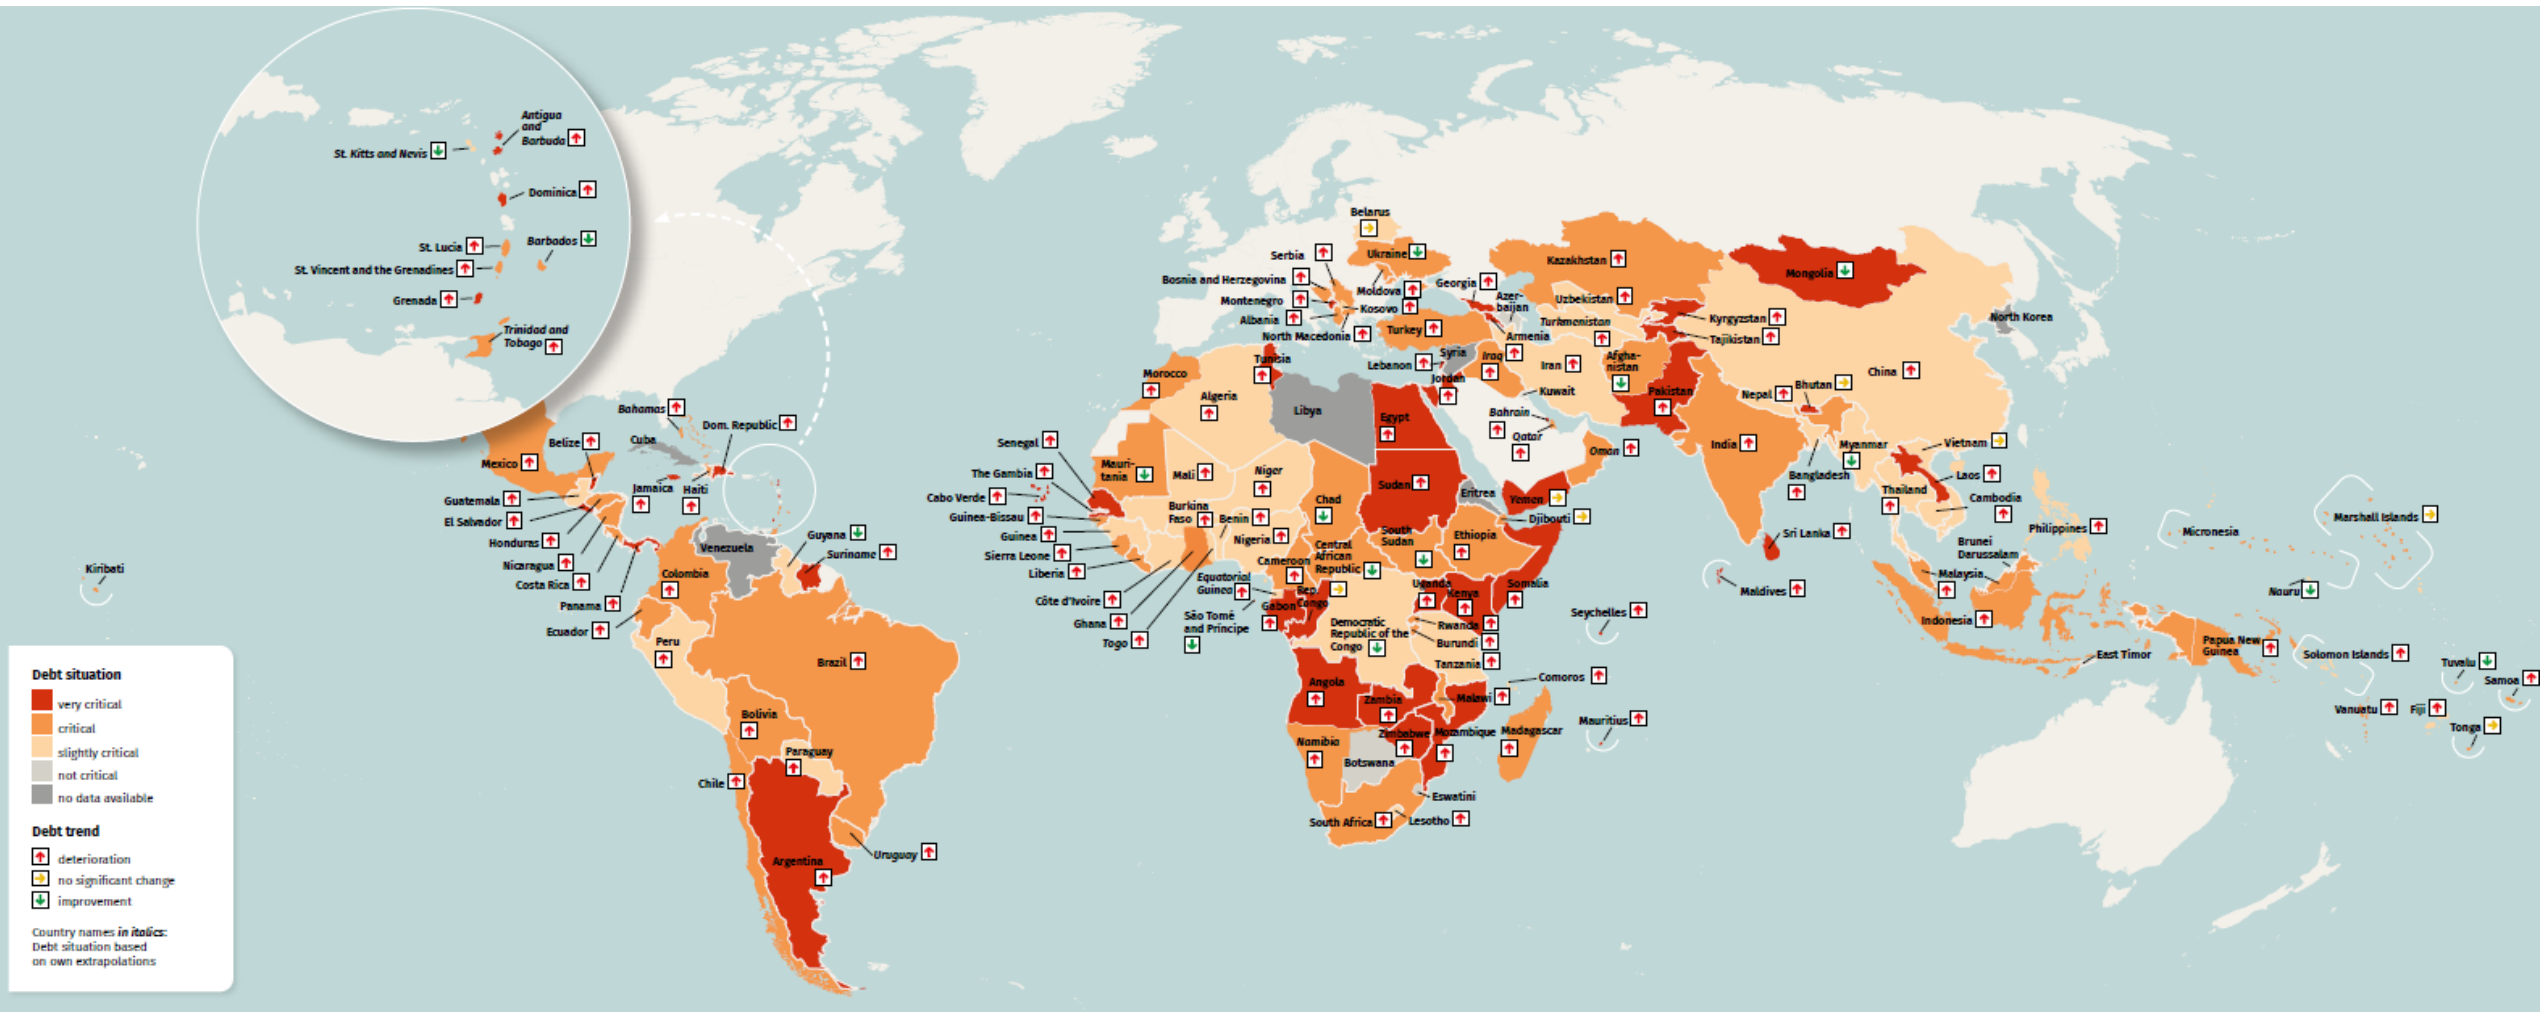 Antigua
and
Barbuda
St. Kitts and Nevis
Dominica
St. Lucia
Barbados
St. Vincent and the Grenadines
Grenada
Trinidad and
Tobago
Bahamas
Dom. Republic
Cuba
Belize
Mexico
Jamaica
Haiti
Guatemala
El Salvador
Honduras
Nicaragua
Costa Rica
Panama
Ecuador
Kiribati
Venezuela
Guyana
Suriname
Colombia
Peru
Brazil
Bolivia
Paraguay
Chile
Argentina
Uruguay
Belarus
Serbia
Ukraine
Bosnia and Herzegovina
Moldova
Georgia
Montenegro
Kosovo
Azer-
baijan
Albania
North Macedonia
Turkey
Armenia
Kazakhstan
Uzbekistan
Turkmenistan
Kyrgyzstan
Tajikistan
Mongolia
North Korea
Tunisia
Lebanon
Syria
Iraq
Iran
Afgha-
nistan
Jordan
Kuwait
Pakistan
Nepal
Bhutan
China
Morocco
Algeria
Libya
Egypt
Bahrain
Qatar
Oman
India
Myanmar
Vietnam
Bangladesh
Laos
Thailand
Cambodia
Philippines
Senegal
The Gambia
Cabo Verde
Guinea-Bissau
Guinea
Sierra Leone
Liberia
Côte d'Ivoire
Ghana
Togo
Mauri-
tania
Mali
Niger
Burkina
Faso
Benin
Nigeria
Chad
Sudan
Eritrea
Yemen
Djibouti
South
Sudan
Ethiopia
Central
African
Republic
Cameroon
Equatorial
Guinea
São Tomé
and Príncipe
Gabon
Rep.
Congo
Uganda
Kenya
Somalia
Democratic
Republic of the
Congo
Rwanda
Burundi
Tanzania
Angola
Zambia
Malawi
Comoros
Zimbabwe
Mozambique
Madagascar
Mauritius
Seychelles
Namibia
Botswana
Eswatini
South Africa
Lesotho
Sri Lanka
Maldives
Brunei
Darussalam
Malaysia
Indonesia
East Timor
Papua New
Guinea
Micronesia
Marshall Islands
Nauru
Solomon Islands
Tuvalu
Samoa
Vanuatu
Fiji
Tonga
Debt situation
very critical
critical
slightly critical
not critical
no data available
Debt trend
deterioration
no significant change
improvement
Country names in italics:
Debt situation based
on own extrapolations